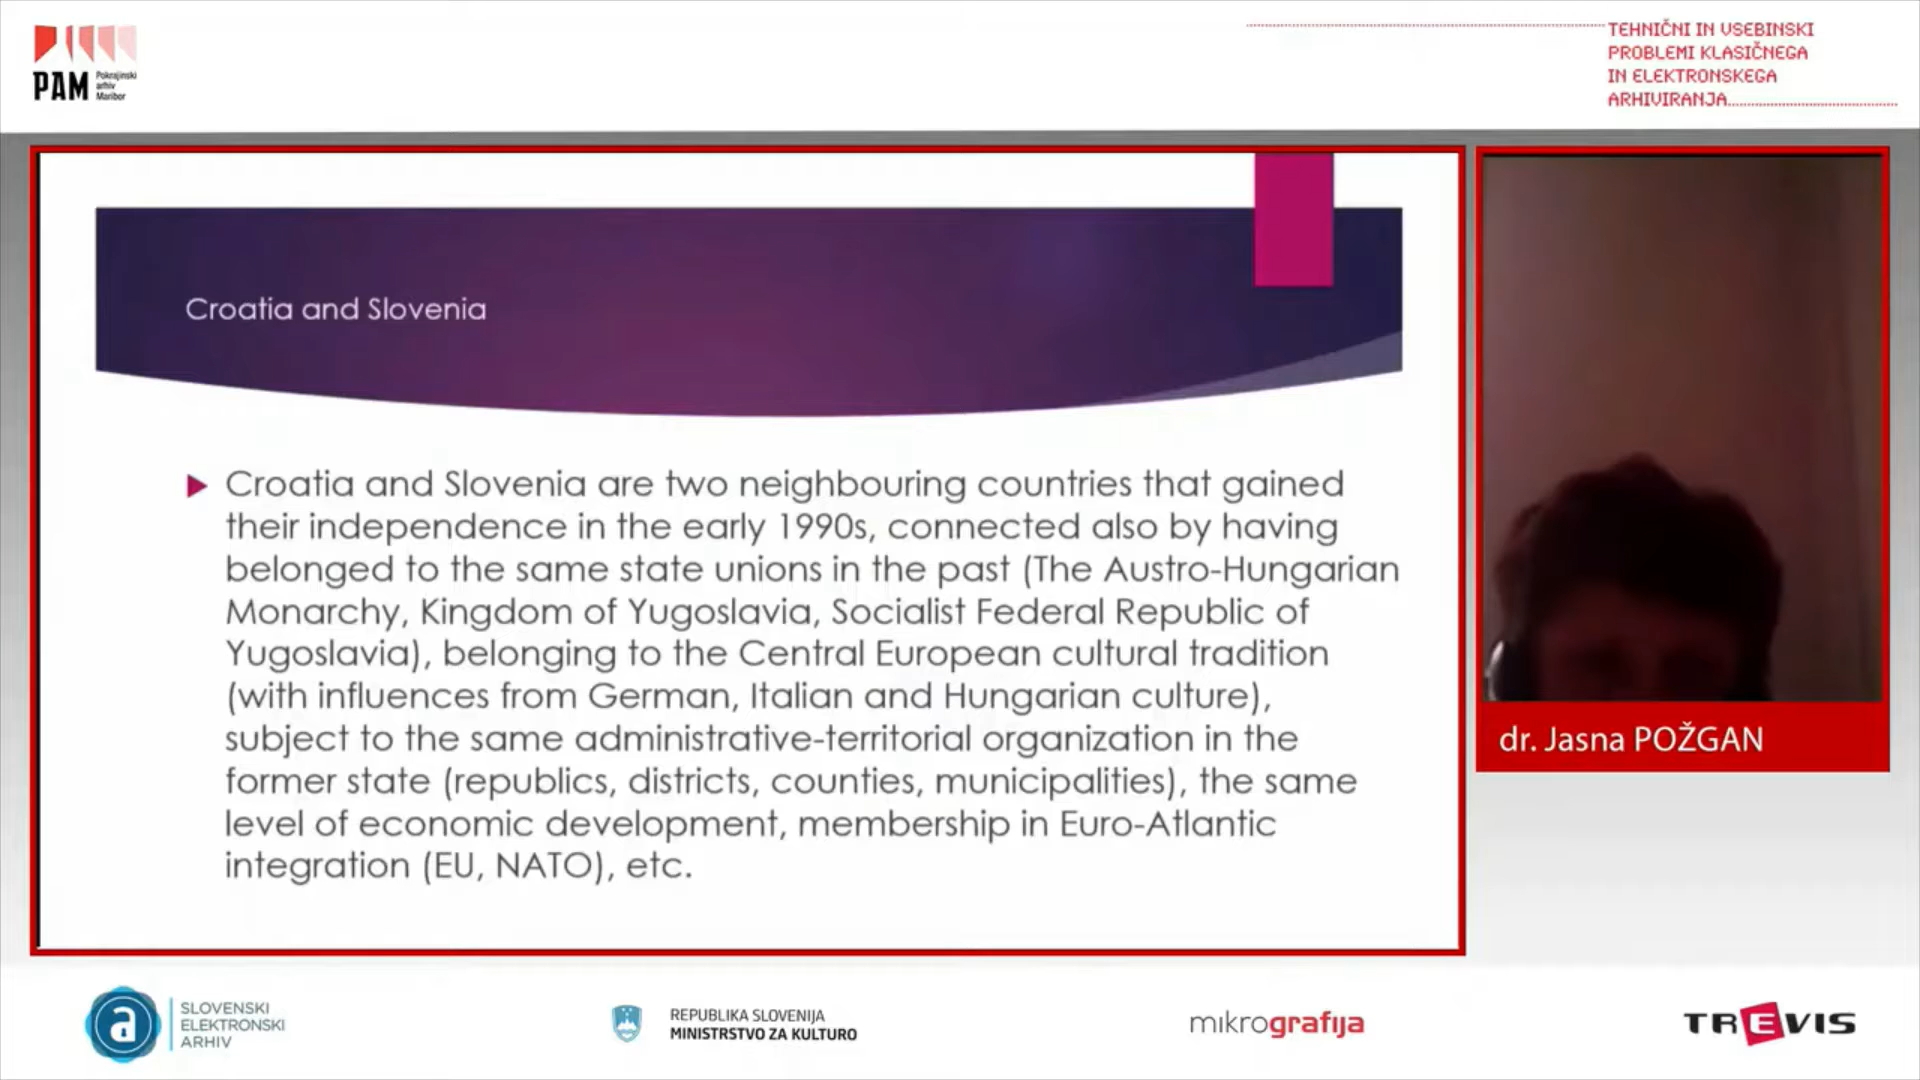 PAM
Pokrajinski
arhiv
Maribor
TEHNIČNI IN VSEBINSKI
PROBLEMI KLASIČNEGA
IN ELEKTRONSKEGA
ARHIVIRANJA
Croatia and Slovenia
Croatia and Slovenia are two neighbouring countries that gained
their independence in the early 1990s, connected also by having
belonged to the same state unions in the past (The Austro-Hungarian
Monarchy, Kingdom of Yugoslavia, Socialist Federal Republic of
Yugoslavia), belonging to the Central European cultural tradition
(with influences from German, Italian and Hungarian culture),
subject to the same administrative-territorial organization in the
former state (republics, districts, counties, municipalities), the same
level of economic development, membership in Euro-Atlantic
integration (EU, NATO), etc.
dr. Jasna POŽGAN
a
SLOVENSKI
ELEKTRONSKI
ARHIV
REPUBLIKA SLOVENIJA
MINISTRSTVO ZA KULTURO
mikrografija
TREVIS